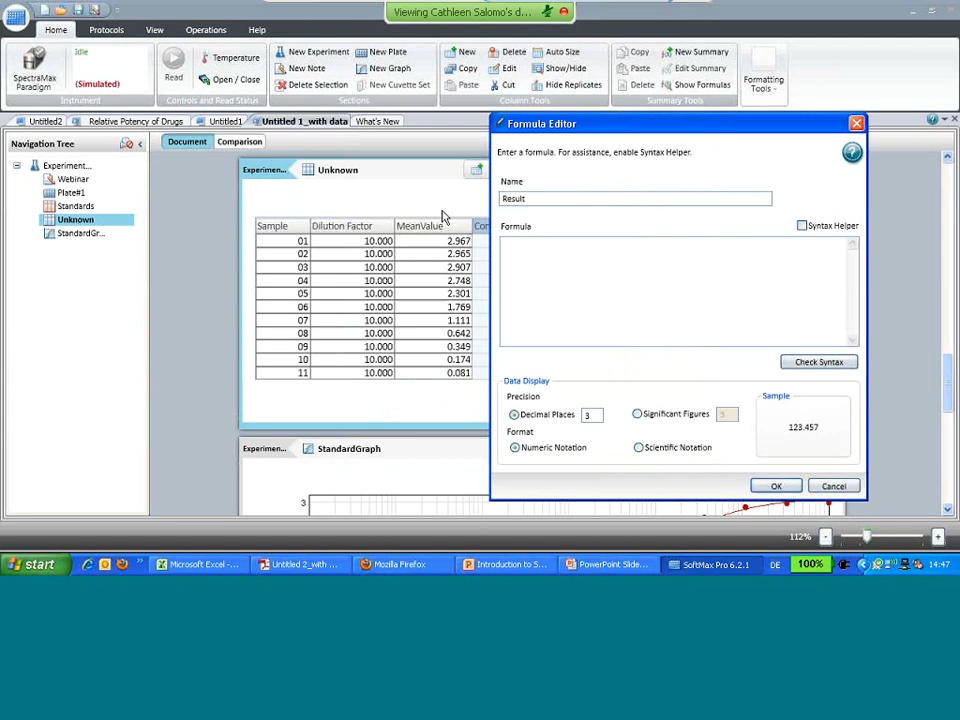 Viewing Cathleen Salomo's d...
Home Protocols View Operations Help
Idle
(Simulated)
SpectraMax
Paradigm
Instrument
Read
Temperature
Open / Close
Controls and Read Status
New Experiment New Plate
New Note New Graph
Delete Selection New Cuvette Set
Sections
New Delete Auto Size
Copy Edit Show/Hide
Paste Cut Hide Replicates
Column Tools
Copy New Summary
Paste Edit Summary
Delete Show Formulas
Summary Tools
Formatting
Tools
Untitled2 Relative Potency of Drugs Untitled1 Untitled 1_with data What's New
Navigation Tree
Experiment...
Webinar
Plate#1
Standards
Unknown
StandardGr...
Document Comparison
Experimen... Unknown
Sample Dilution Factor MeanValue Con
01 10.000 2.967
02 10.000 2.965
03 10.000 2.907
04 10.000 2.748
05 10.000 2.301
06 10.000 1.769
07 10.000 1.111
08 10.000 0.642
09 10.000 0.349
10 10.000 0.174
11 10.000 0.081
Experimen... StandardGraph
3
Formula Editor
Enter a formula. For assistance, enable Syntax Helper.
Name
Result
Formula Syntax Helper
Check Syntax
Data Display
Precision
Decimal Places 3 Significant Figures 3
Format
Numeric Notation Scientific Notation
Sample
123.457
OK Cancel
112% - +
start Microsoft Excel -... Untitled 2_with ... Mozilla Firefox Introduction to S... PowerPoint Slide... SoftMax Pro 6.2.1 DE 100% 14:47